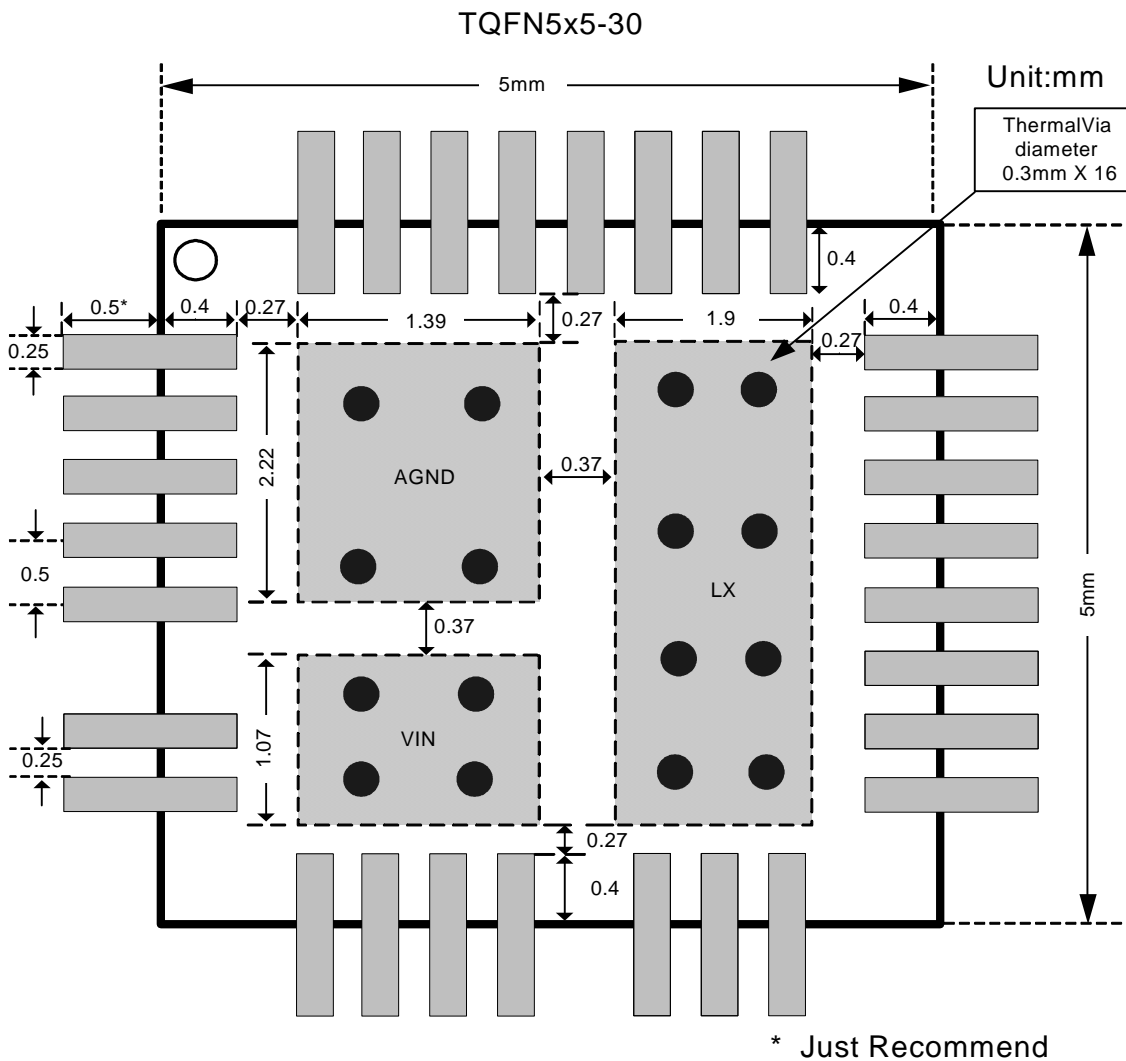 TQFN5x5-30
5mm
Unit:mm
ThermalVia
diameter
0.3mm X 16
0.4
0.5*
0.4
0.27
1.39
0.27
1.9
0.4
0.27
0.25
2.22
AGND
0.37
0.5
LX
5mm
0.37
1.07
VIN
0.25
0.27
0.4
* Just Recommend